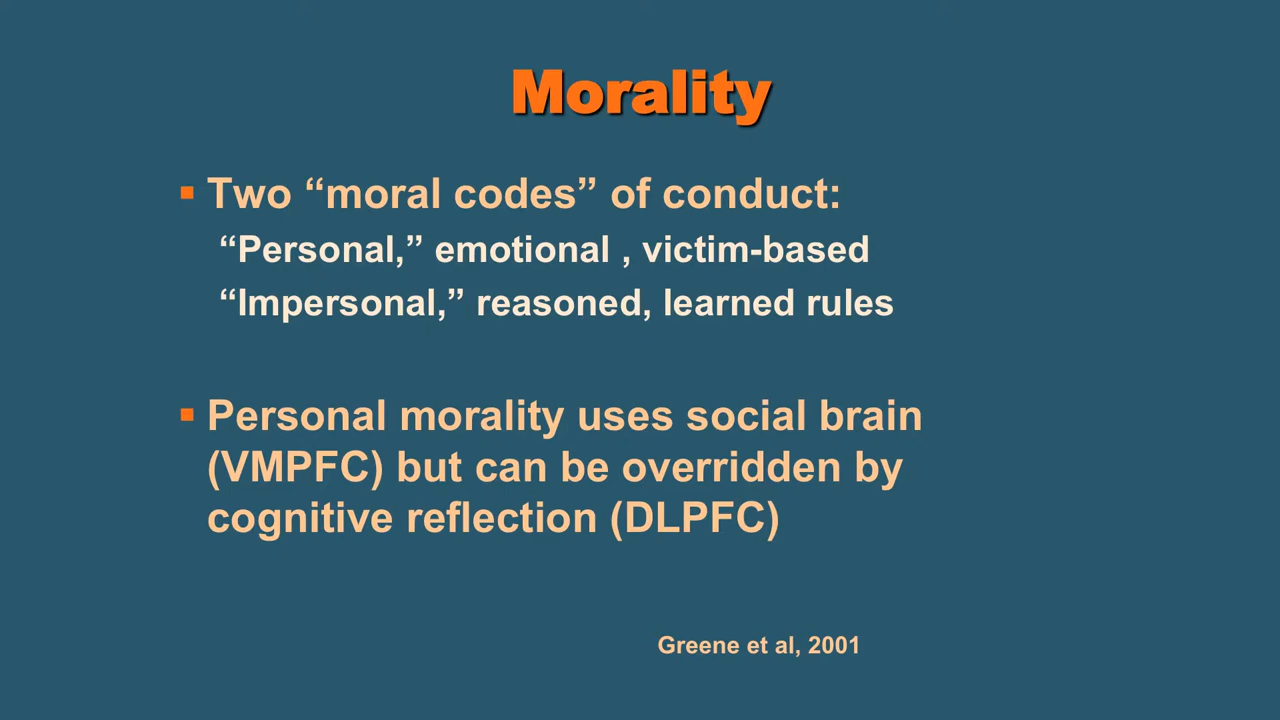 Morality
▪ Two “moral codes” of conduct:
“Personal,” emotional , victim-based
“Impersonal,” reasoned, learned rules
▪ Personal morality uses social brain
(VMPFC) but can be overridden by
cognitive reflection (DLPFC)
Greene et al, 2001